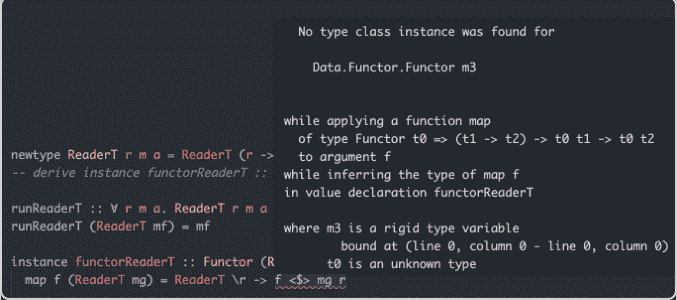 No type class instance was found for
Data.Functor.Functor m3
while applying a function map
of type Functor t0 => (t1 -> t2) -> t0 t1 -> t0 t2
to argument f
while inferring the type of map f
in value declaration functorReaderT
where m3 is a rigid type variable
bound at (line 0, column 0 - line 0, column 0)
t0 is an unknown type
newtype ReaderT r m a = ReaderT (r ->
-- derive instance functorReaderT ::
runReaderT :: ∀ r m a. ReaderT r m a
runReaderT (ReaderT mf) = mf
instance functorReaderT :: Functor (R
map f (ReaderT mg) = ReaderT \r -> f <$> mg r